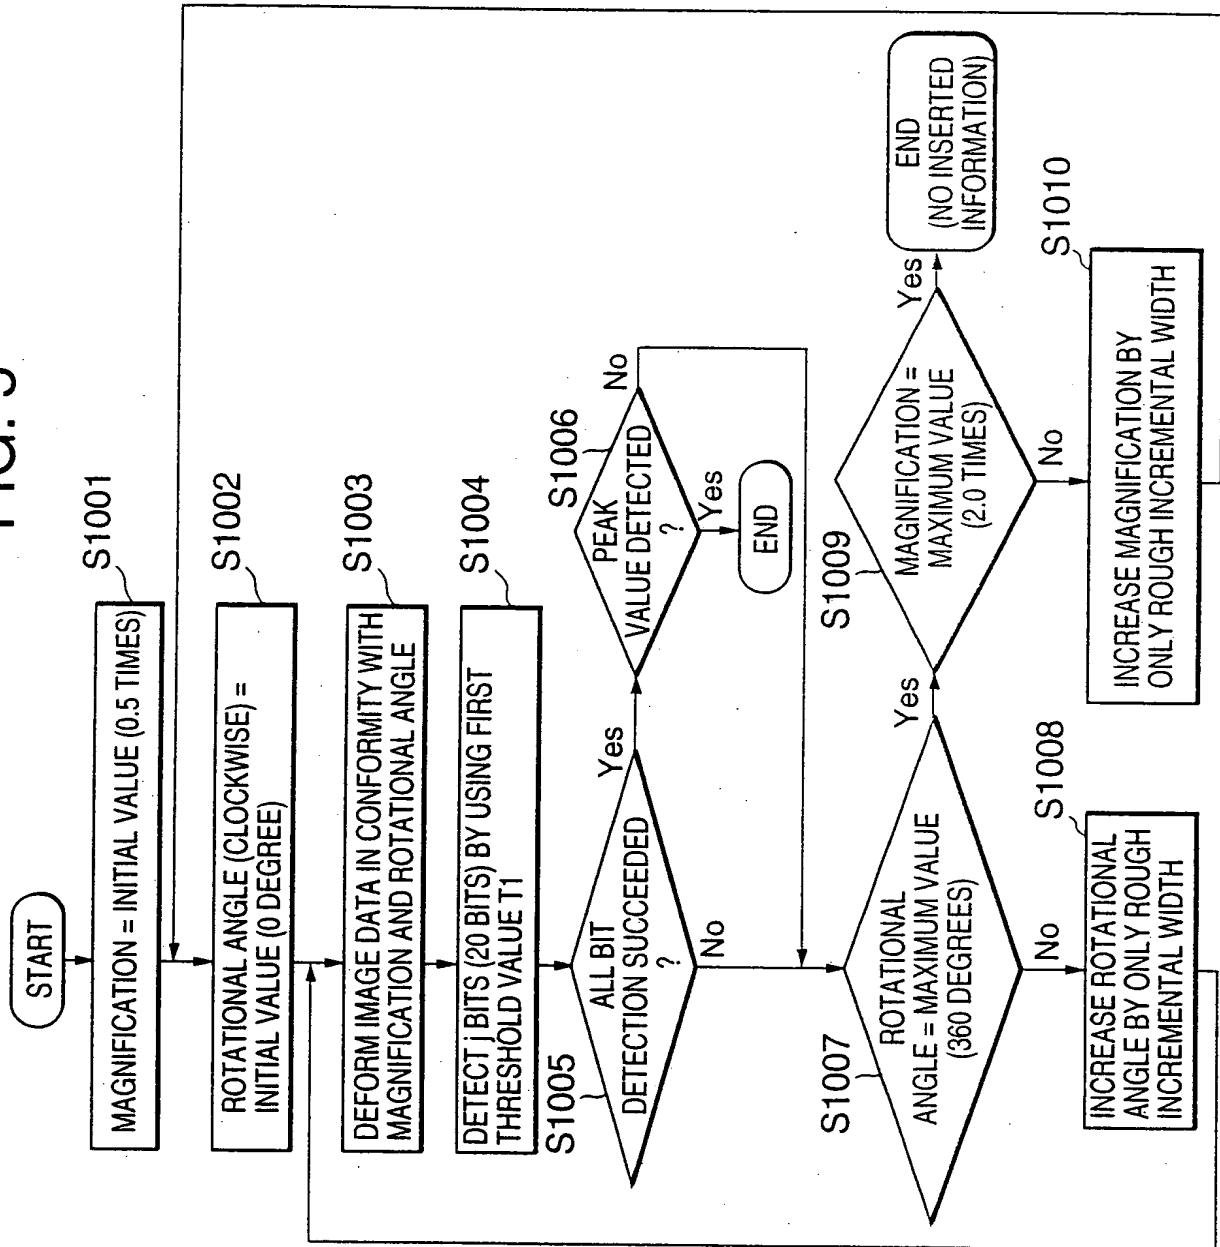 START
S1001
MAGNIFICATION = INITIAL VALUE (0.5 TIMES)
S1002
ROTATIONAL ANGLE (CLOCKWISE) =
INITIAL VALUE (0 DEGREE)
S1003
DEFORM IMAGE DATA IN CONFORMITY WITH
MAGNIFICATION AND ROTATIONAL ANGLE
S1004
DETECT j BITS (20 BITS) BY USING FIRST
THRESHOLD VALUE T1
S1005
ALL BIT
DETECTION SUCCEEDED
?
Yes
No
S1006
PEAK
VALUE DETECTED
?
No
Yes
END
S1007
ROTATIONAL
ANGLE = MAXIMUM VALUE
(360 DEGREES)
Yes
No
S1008
INCREASE ROTATIONAL
ANGLE BY ONLY ROUGH
INCREMENTAL WIDTH
S1009
MAGNIFICATION =
MAXIMUM VALUE
(2.0 TIMES)
Yes
No
END
(NO INSERTED
INFORMATION)
S1010
INCREASE MAGNIFICATION BY
ONLY ROUGH INCREMENTAL WIDTH